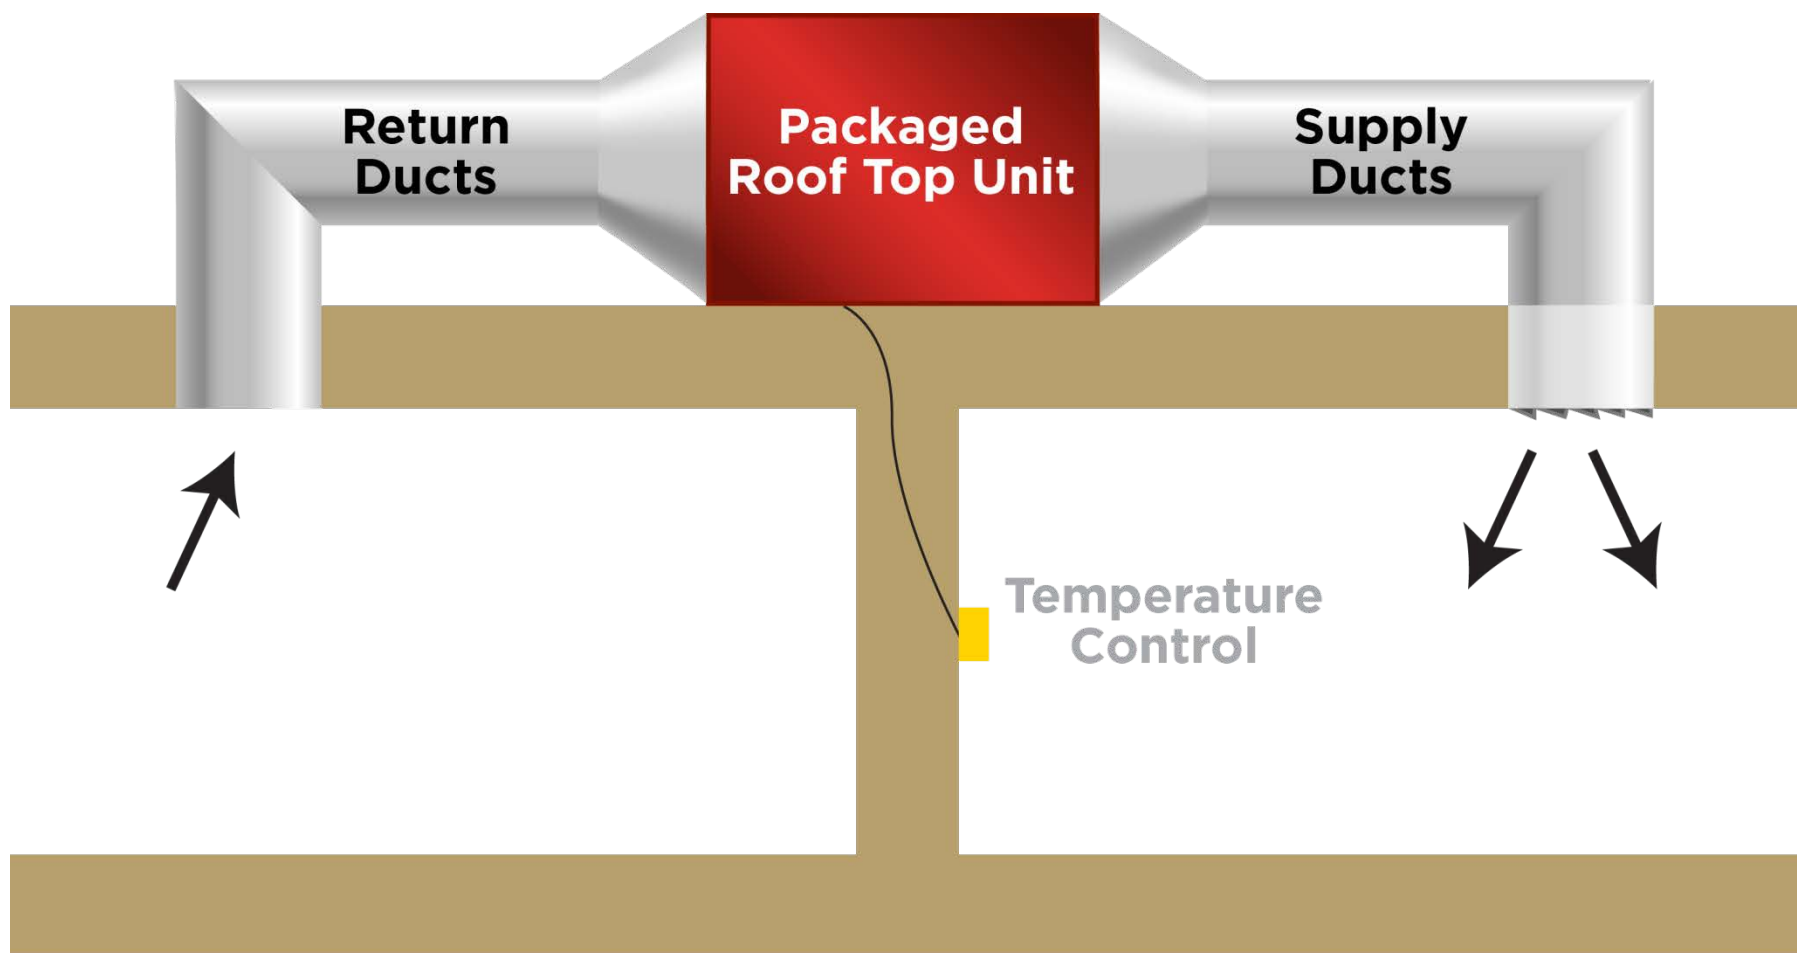 Return
Ducts
Packaged
Roof Top Unit
Supply
Ducts
Temperature
Control